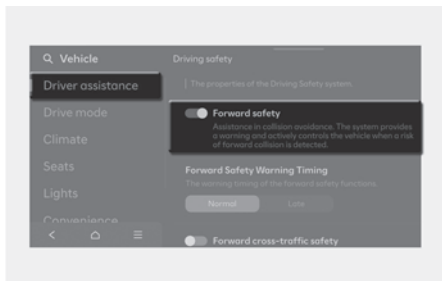 Vehicle
Driving safety
Driver assistance
The properties of the Driving Safety system.
Drive mode
Forward safety
Assistance in collision avoidance. The system provides
a warning and actively controls the vehicle when a risk
of forward collision is detected.
Climate
Seats
Forward Safety Warning Timing
The warning timing of the forward safety functions
Lights
Normal
Late
Convenience
Forward cross-traffic safety